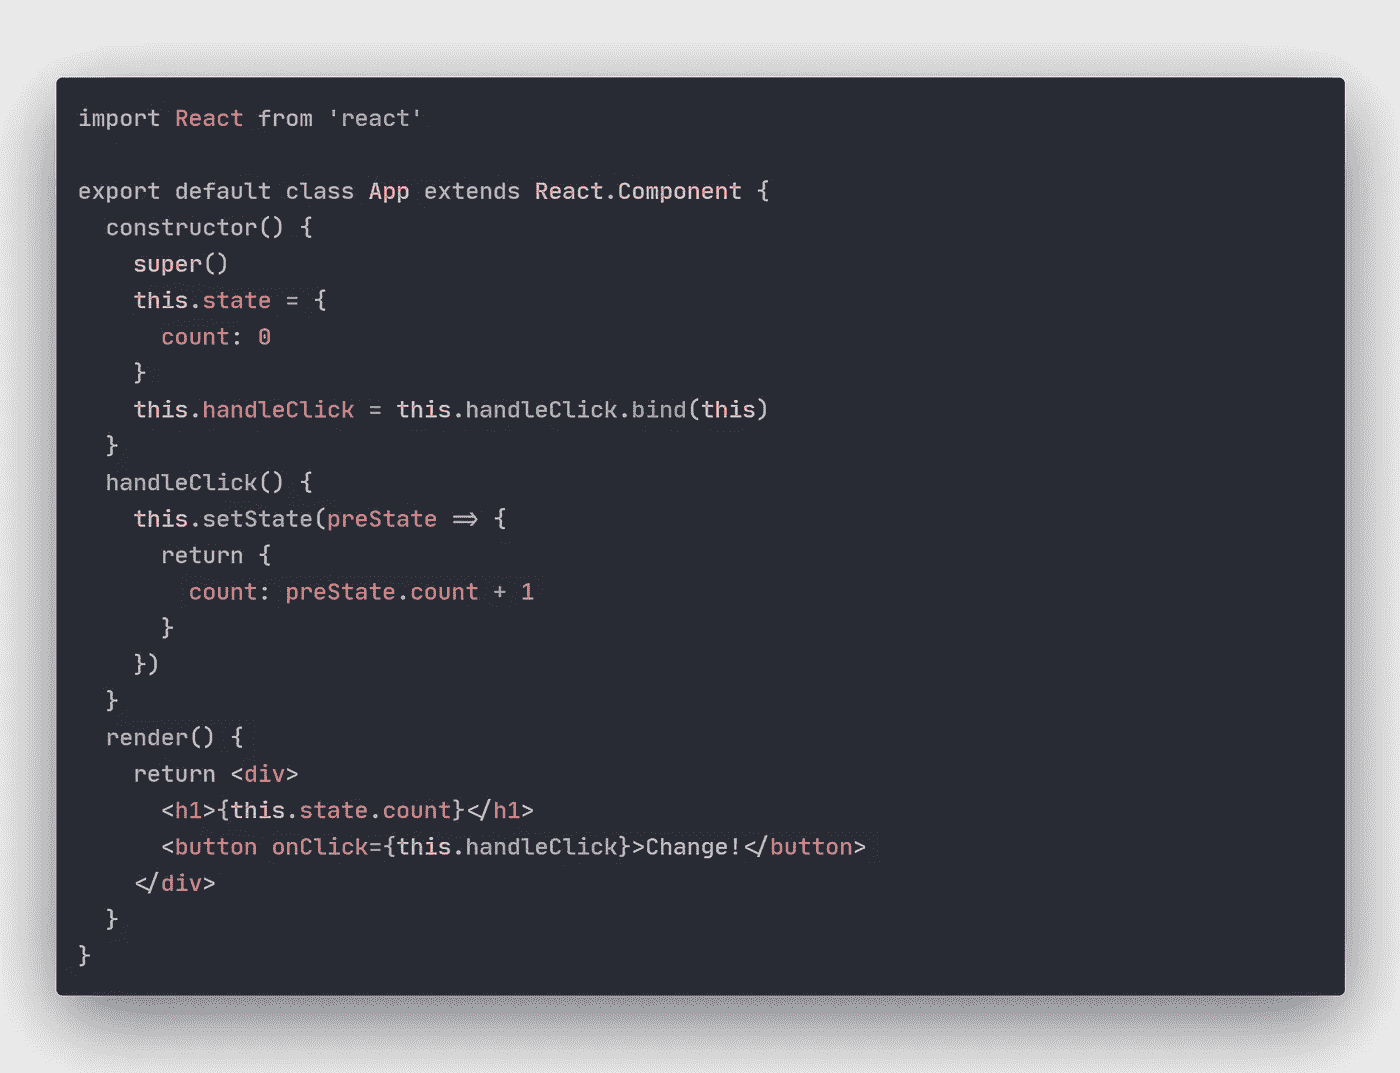 import React from 'react'

export default class App extends React.Component {
  constructor() {
    super()
    this.state = {
      count: 0
    }
    this.handleClick = this.handleClick.bind(this)
  }
  handleClick() {
    this.setState(preState => {
      return {
        count: preState.count + 1
      }
    })
  }
  render() {
    return <div>
      <h1>{this.state.count}</h1>
      <button onClick={this.handleClick}>Change!</button>
    </div>
  }
}